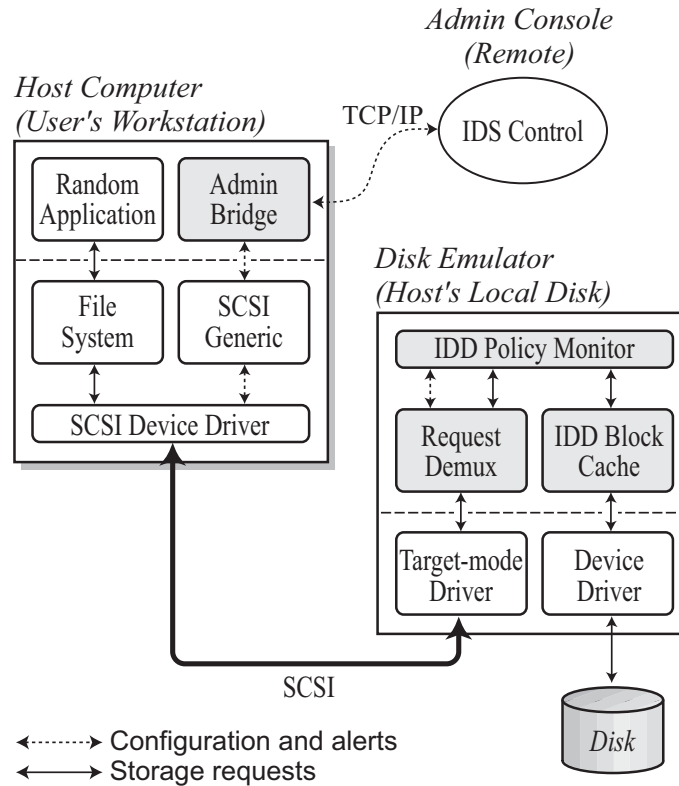 Admin Console
(Remote)
Host Computer
(User's Workstation)
TCP/IP
IDS Control
Random
Application
Admin
Bridge
File
System
SCSI
Generic
SCSI Device Driver
Disk Emulator
(Host's Local Disk)
IDD Policy Monitor
Request
Demux
IDD Block
Cache
Target-mode
Driver
Device
Driver
SCSI
Disk
Configuration and alerts
Storage requests